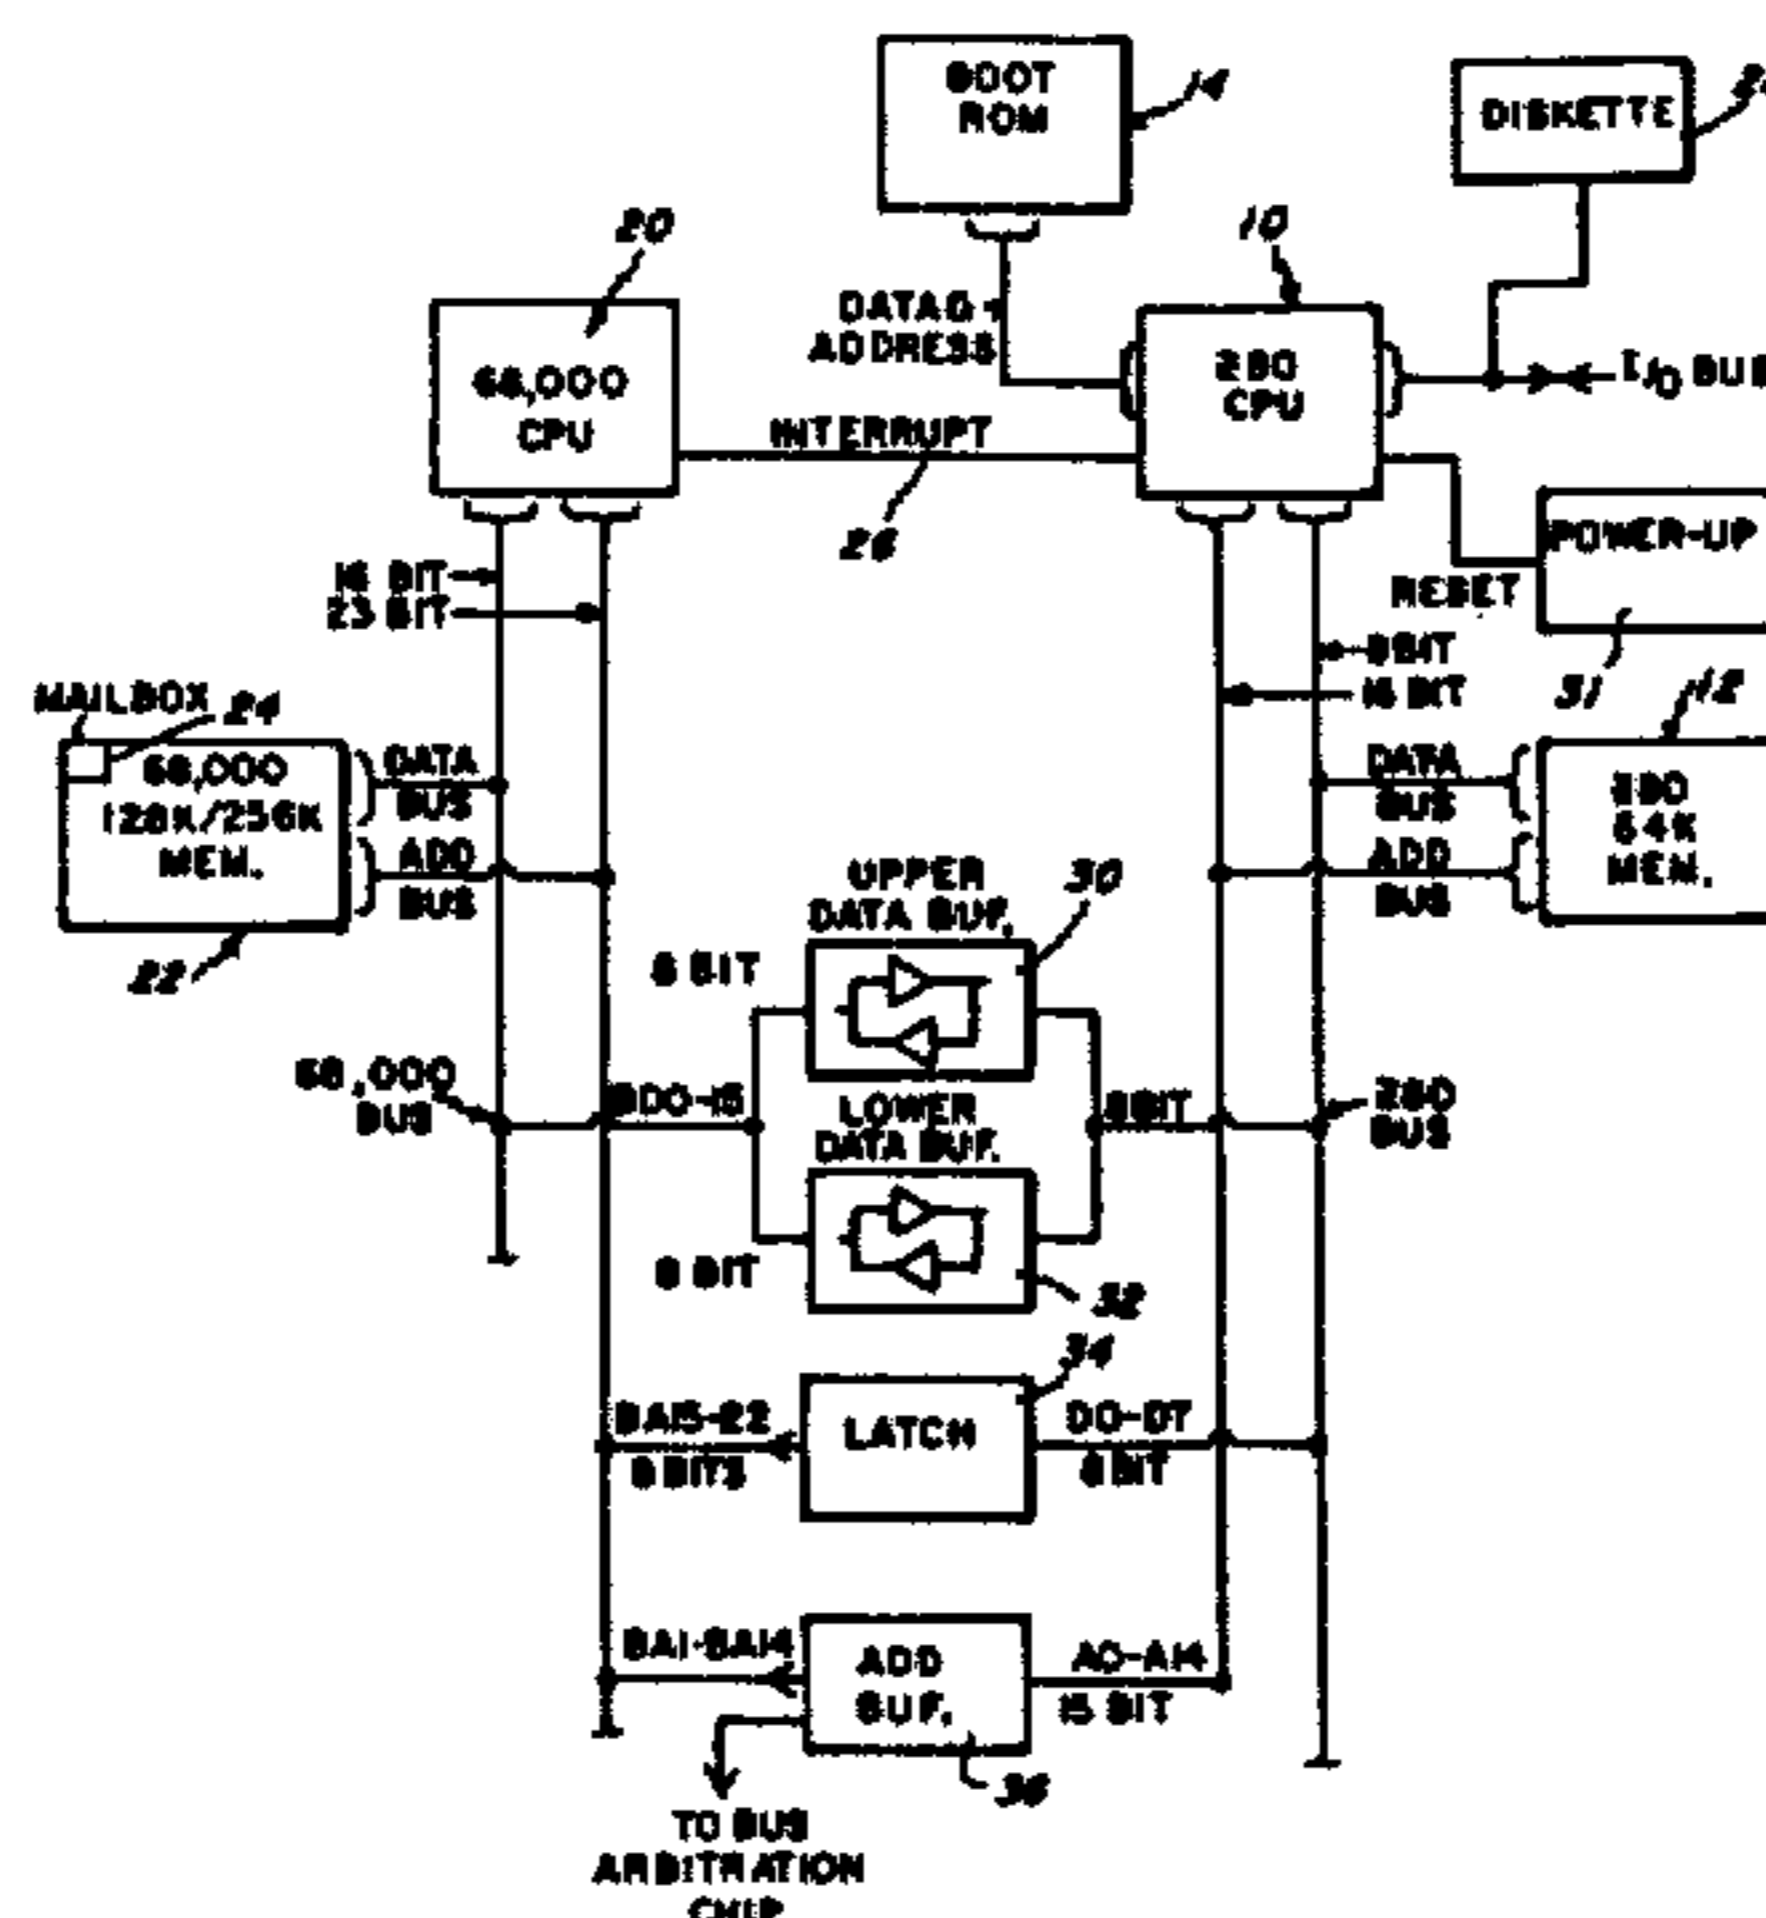 BOOT
ROM
14
DISKETTE
20
10
DATA &
ADDRESS
68,000
CPU
Z80
CPU
I/O BUS
INTERRUPT
26
POWER-UP
RESET
31
16 BIT
23 BIT
8 BIT
16 BIT
12
MAILBOX
24
68,000
128K/256K
MEM.
22
DATA
BUS
ADD
BUS
DATA
BUS
ADD
BUS
Z80
64K
MEM.
UPPER
DATA BUF.
30
8 BIT
68,000
BUS
BD0-15
8 BIT
Z80
BUS
LOWER
DATA BUF.
8 BIT
32
34
BA15-22
8 BITS
LATCH
D0-D7
8 BIT
BA1-BA14
ADD
BUF.
A0-A14
15 BIT
36
TO BUS
ARBITRATION
CHIP